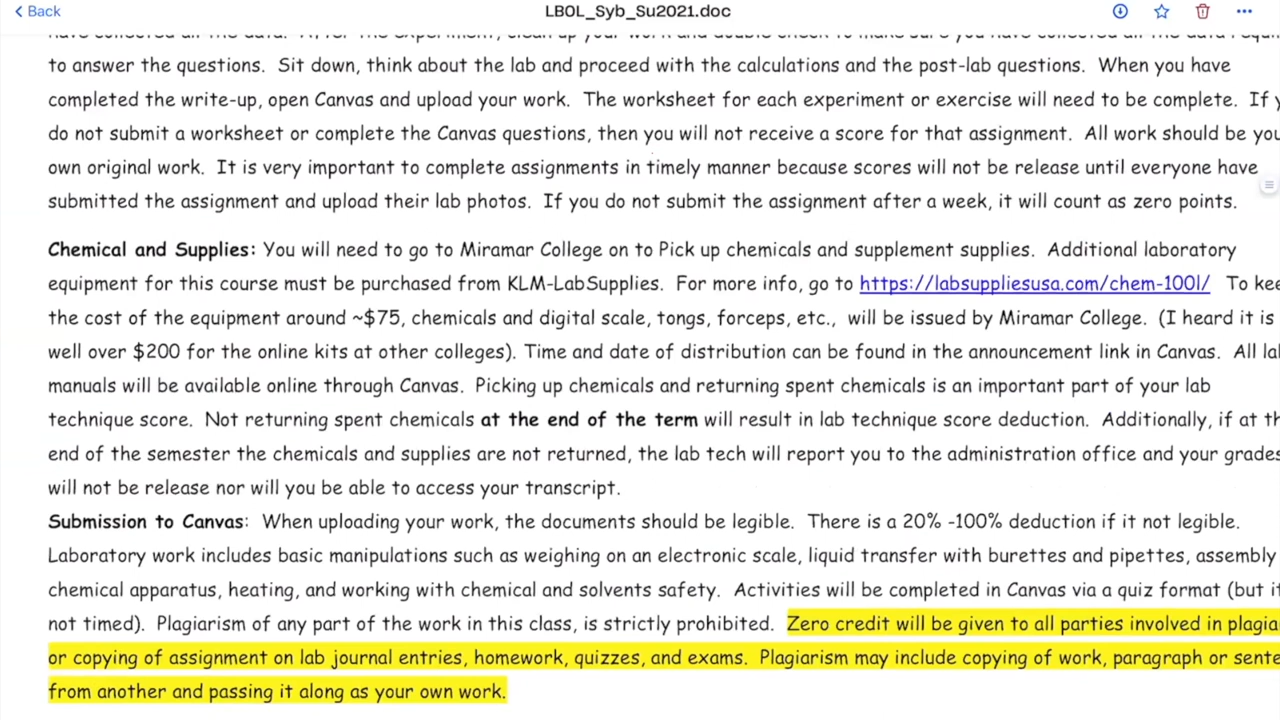 Back
LB0L_Syb_Su2021.doc
to answer the questions. Sit down, think about the lab and proceed with the calculations and the post-lab questions. When you have
completed the write-up, open Canvas and upload your work. The worksheet for each experiment or exercise will need to be complete. If
do not submit a worksheet or complete the Canvas questions, then you will not receive a score for that assignment. All work should be
own original work. It is very important to complete assignments in timely manner because scores will not be release until everyone have
submitted the assignment and upload their lab photos. If you do not submit the assignment after a week, it will count as zero points.
Chemical and Supplies: You will need to go to Miramar College on to Pick up chemicals and supplement supplies. Additional laboratory
equipment for this course must be purchased from KLM-LabSupplies. For more info, go to https://labsuppliesusa.com/chem-100l/ To
the cost of the equipment around ~$75, chemicals and digital scale, tongs, forceps, etc., will be issued by Miramar College. (I heard it is
well over $200 for the online kits at other colleges). Time and date of distribution can be found in the announcement link in Canvas. All
manuals will be available online through Canvas. Picking up chemicals and returning spent chemicals is an important part of your lab
technique score. Not returning spent chemicals at the end of the term will result in lab technique score deduction. Additionally, if at
end of the semester the chemicals and supplies are not returned, the lab tech will report you to the administration office and your grades
will not be release nor will you be able to access your transcript.
Submission to Canvas: When uploading your work, the documents should be legible. There is a 20% -100% deduction if it not legible.
Laboratory work includes basic manipulations such as weighing on an electronic scale, liquid transfer with burettes and pipettes, assembly
chemical apparatus, heating, and working with chemical and solvents safety. Activities will be completed in Canvas via a quiz format (but
not timed). Plagiarism of any part of the work in this class, is strictly prohibited. Zero credit will be given to all parties involved in
or copying of assignment on lab journal entries, homework, quizzes, and exams. Plagiarism may include copying of work, paragraph or
from another and passing it along as your own work.